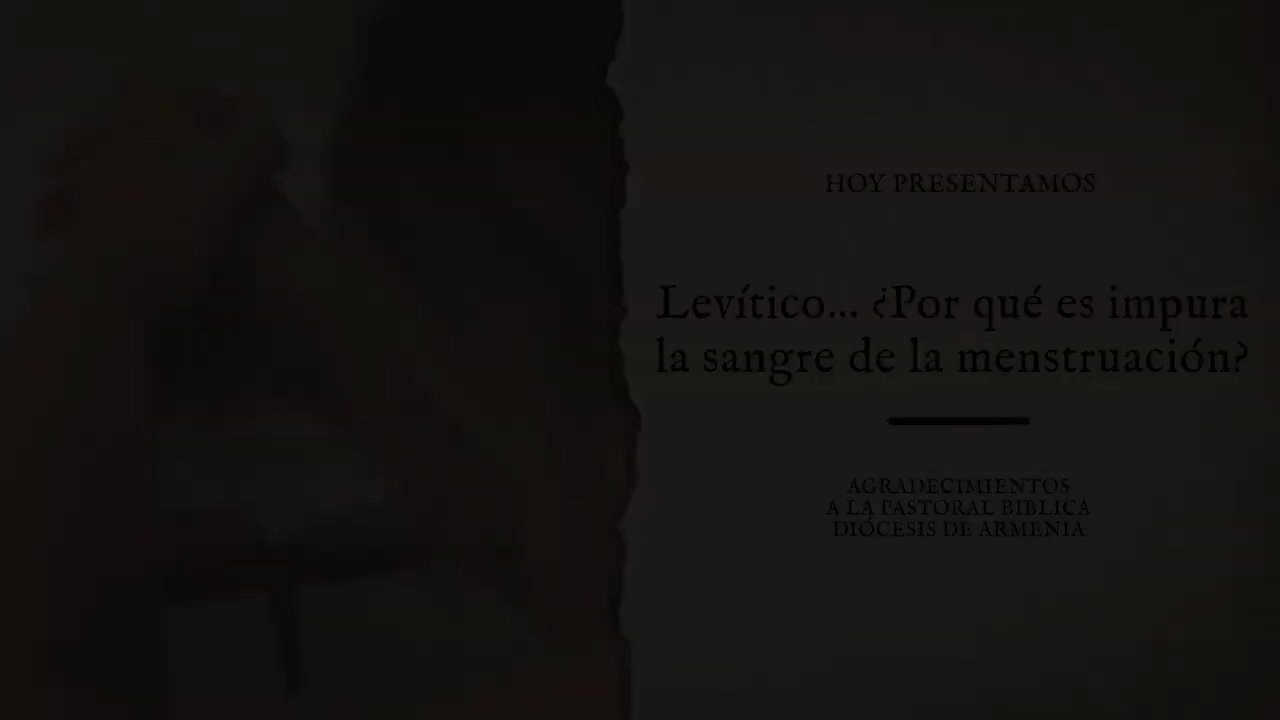 HOY PRESENTAMOS
Levítico... ¿Por qué es impura
la sangre de la menstruación?
AGRADECIMIENTOS
A LA PASTORAL BIBLICA
DIÓCESIS DE ARMENIA